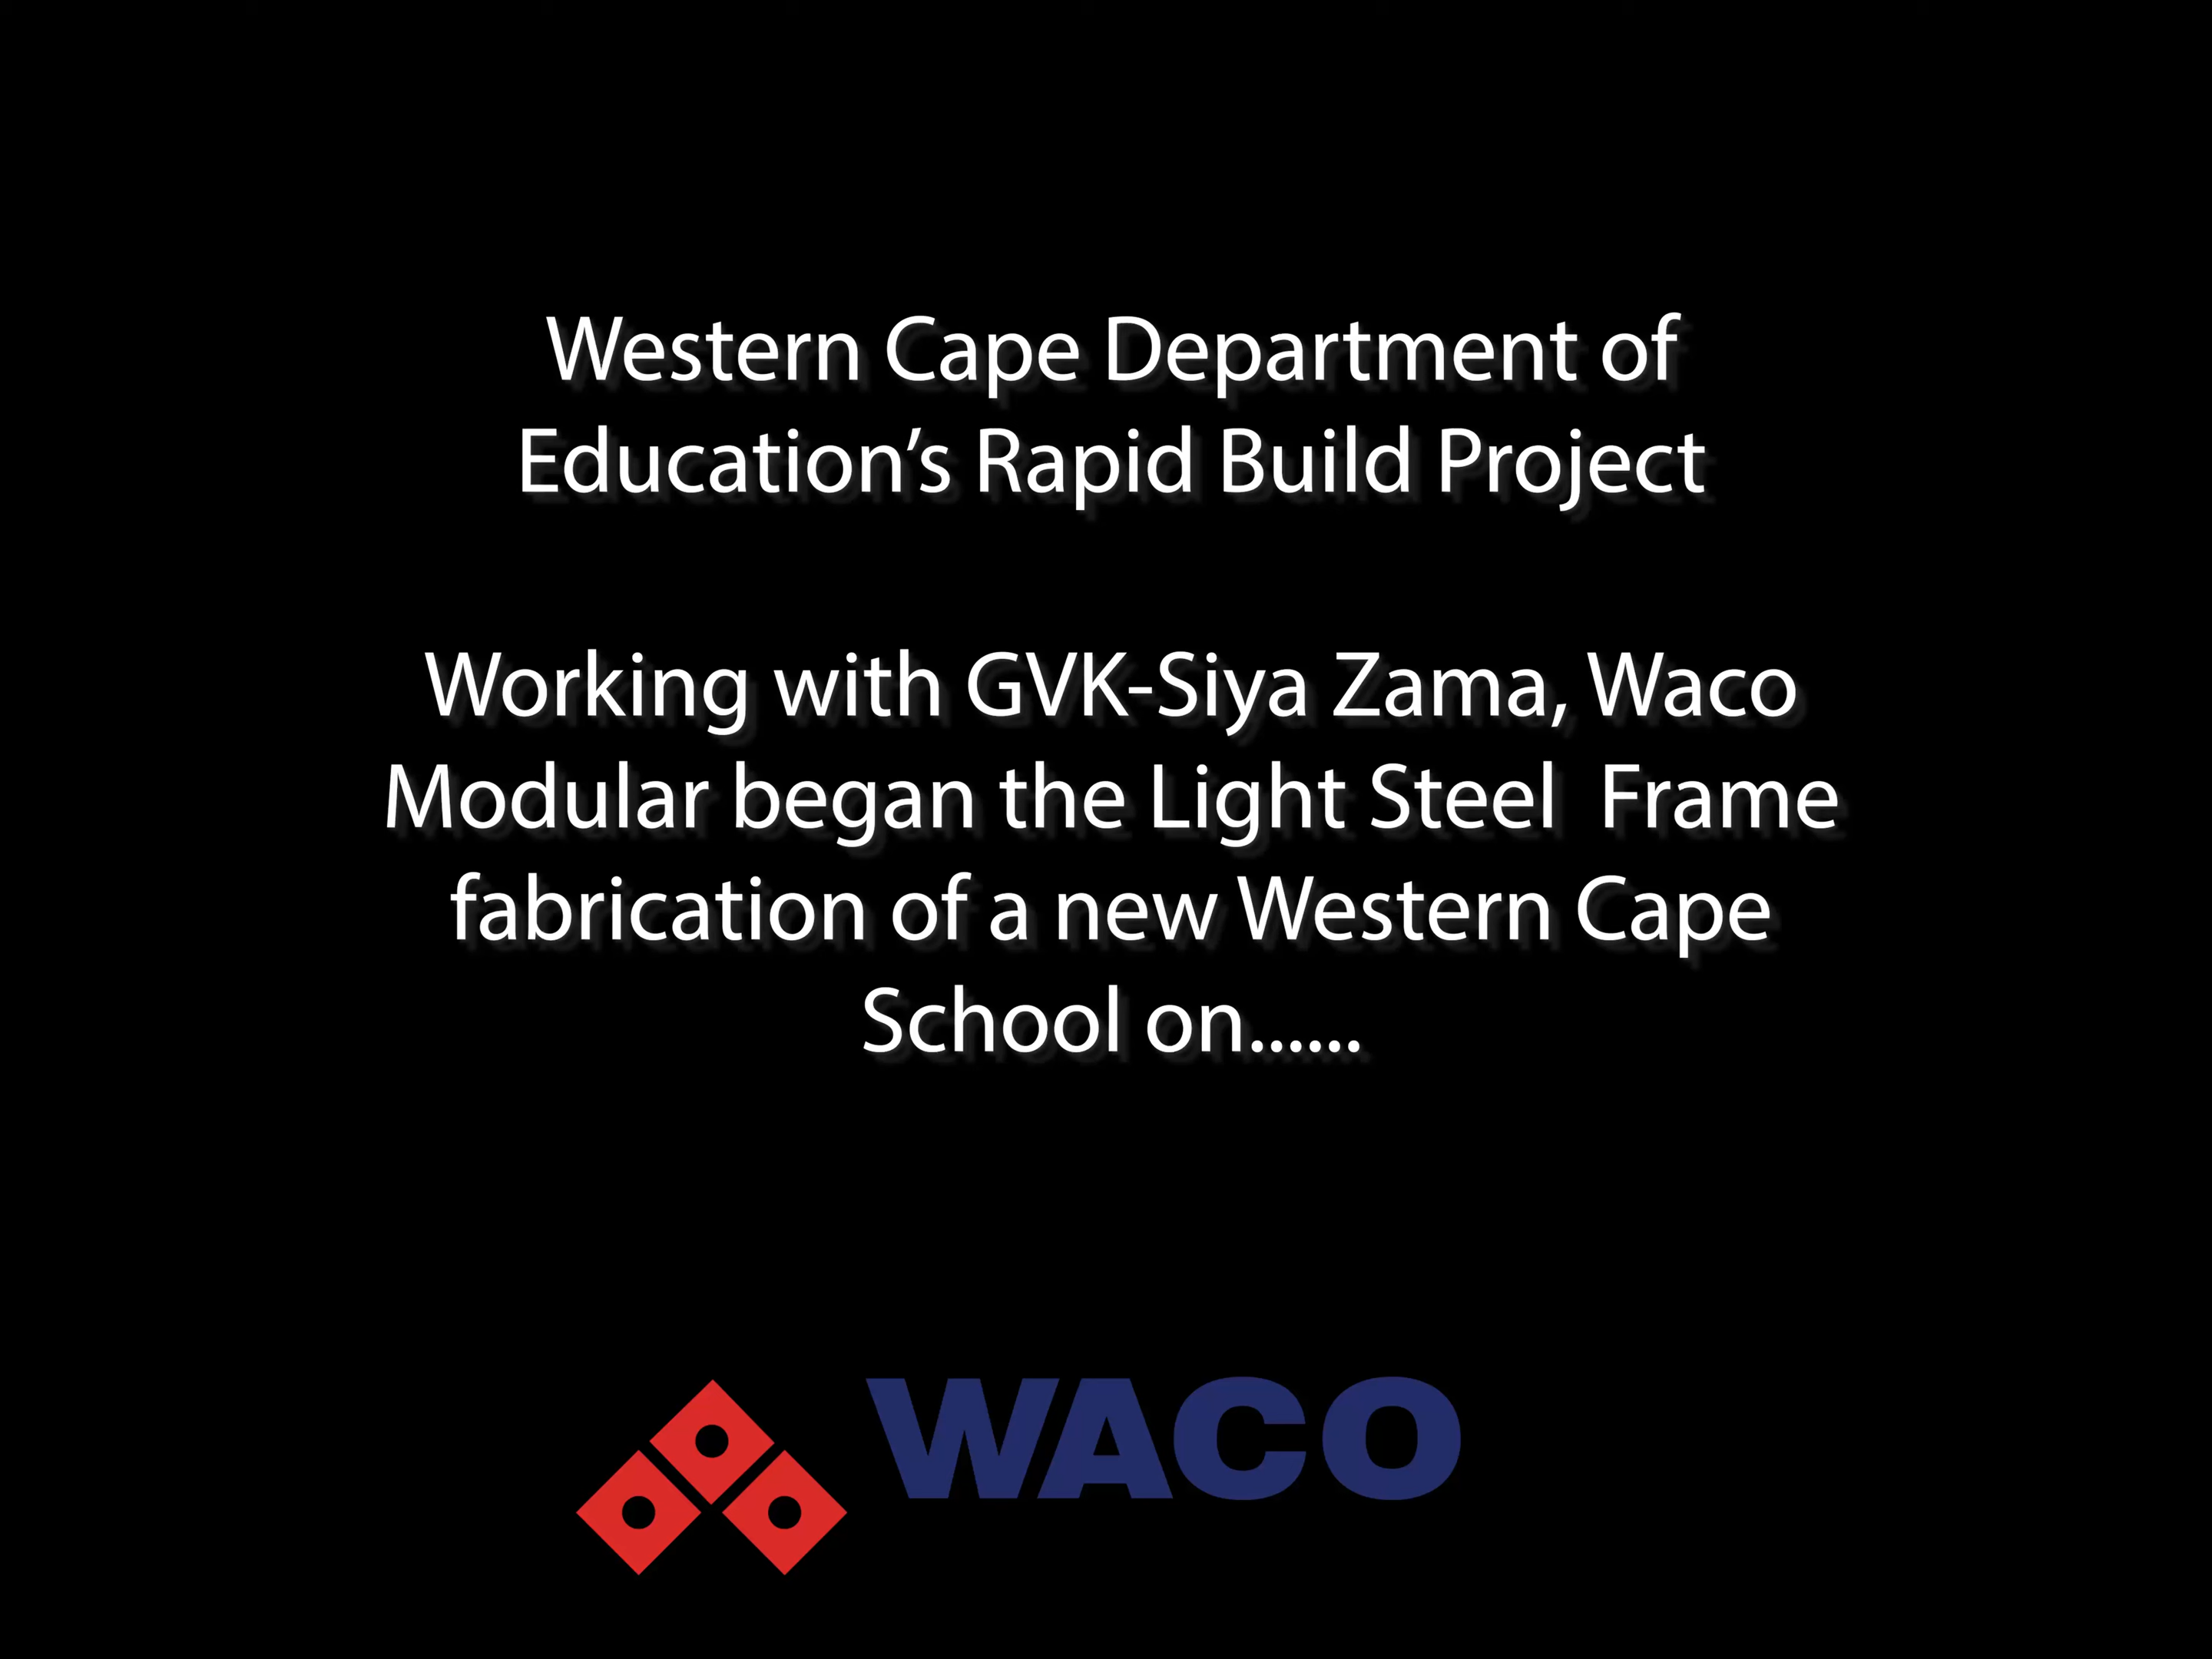 Western Cape Department of
Education’s Rapid Build Project
Working with GVK-Siya Zama, Waco
Modular began the Light Steel  Frame
fabrication of a new Western Cape
School on......
WACO